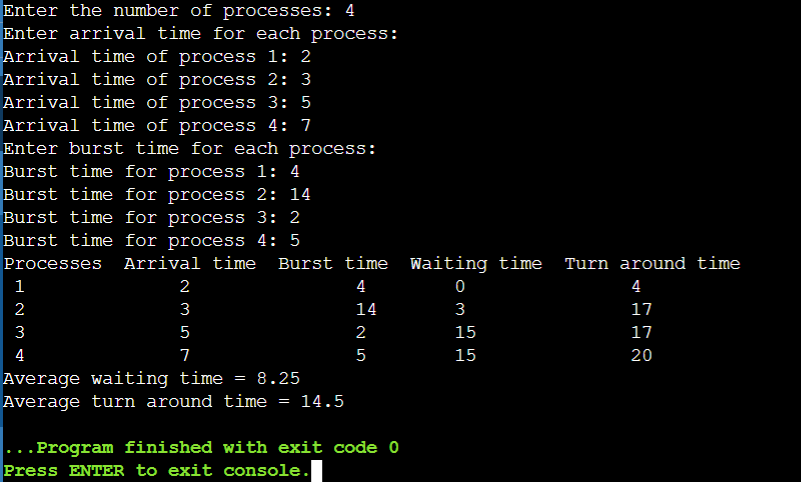 Enter the number of processes: 4
Enter arrival time for each process:
Arrival time of process 1: 2
Arrival time of process 2: 3
Arrival time of process 3: 5
Arrival time of process 4: 7
Enter burst time for each process:
Burst time for process 1: 4
Burst time for process 2: 14
Burst time for process 3: 2
Burst time for process 4: 5
Processes  Arrival time  Burst time  Waiting time  Turn around time
 1              2               4        0               4
 2              3               14       3               17
 3              5               2        15              17
 4              7               5        15              20
Average waiting time = 8.25
Average turn around time = 14.5
...Program finished with exit code 0
Press ENTER to exit console.